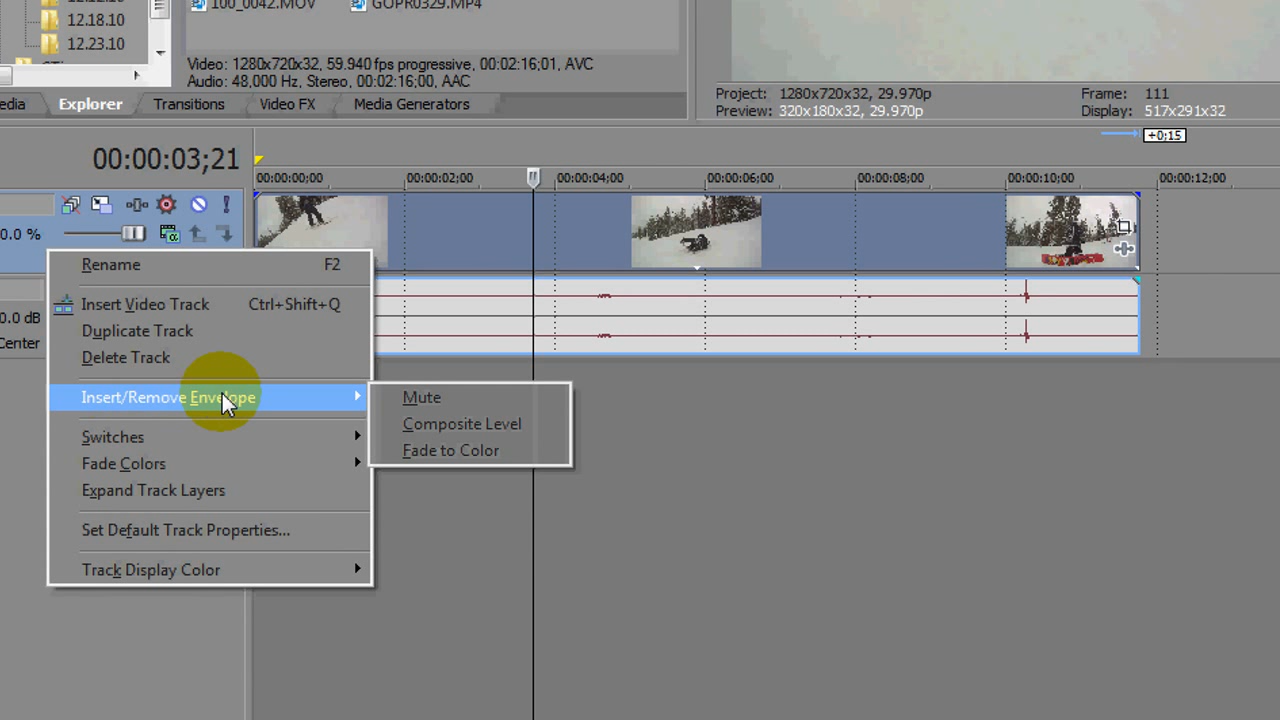 12.18.10
12.23.10
100_0042.MOV GOPR0329.MP4
Video: 1280x720x32, 59.940 fps progressive, 00:02:16;01, AVC
Audio: 48,000 Hz, Stereo, 00:02:16;00, AAC
edia Explorer Transitions Video FX Media Generators
Project: 1280x720x32, 29.970p Frame: 111
Preview: 320x180x32, 29.970p Display: 517x291x32
+0;15
00:00:03;21
00:00:00;00 00:00:02;00 00:00:04;00 00:00:06;00 00:00:08;00 00:00:10;00 00:00:12;00
0.0 %
0.0 dB
Center
Rename F2
Insert Video Track Ctrl+Shift+Q
Duplicate Track
Delete Track
Insert/Remove Envelope
Switches
Fade Colors
Expand Track Layers
Set Default Track Properties...
Track Display Color
Mute
Composite Level
Fade to Color